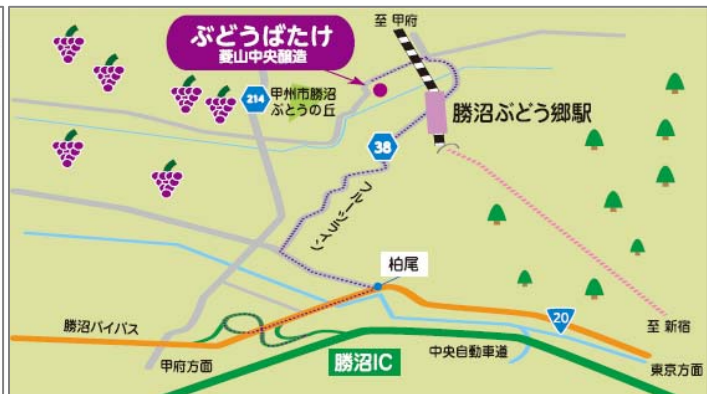 至 甲府
ぶどうばたけ
菱山中央醸造
214
甲州市勝沼
ぶどうの丘
勝沼ぶどう郷駅
38
フルーツライン
柏尾
20
勝沼バイパス
至 新宿
甲府方面
勝沼IC
中央自動車道
東京方面